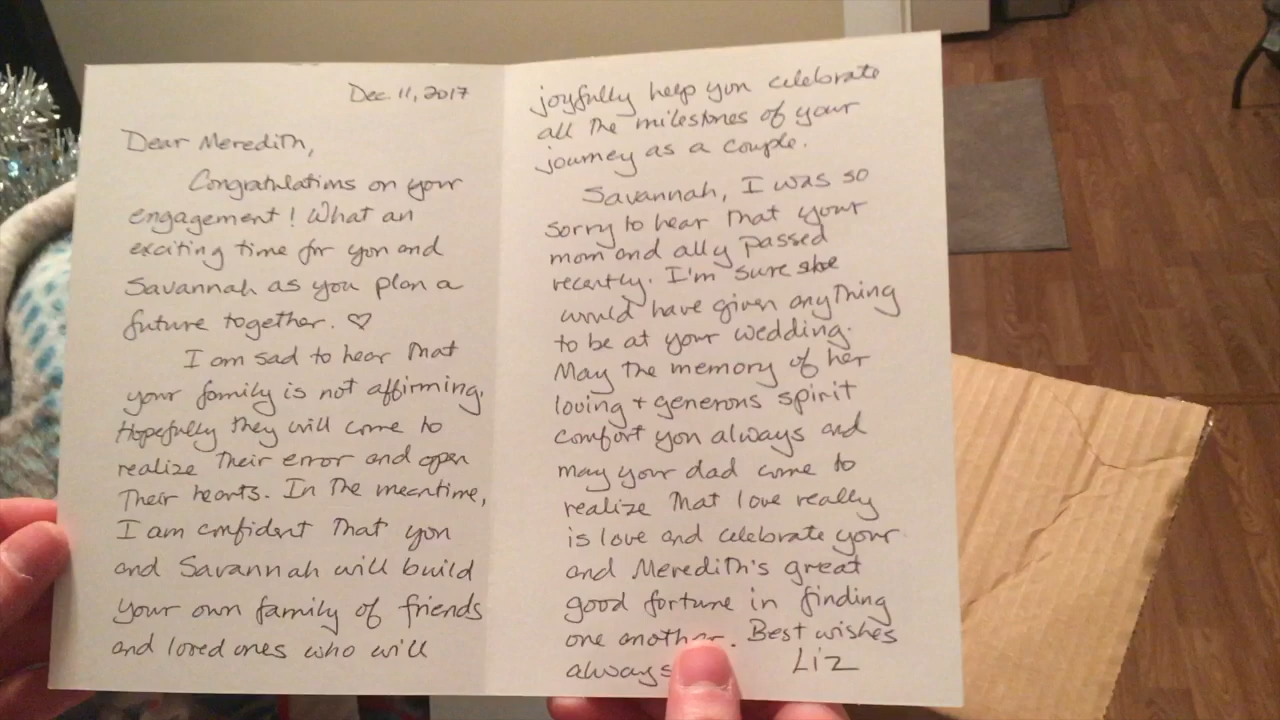 Dec. 11, 2017
Dear Meredith,
Congratulations on your
engagement! What an
exciting time for you and
Savannah as you plan a
future together. ♡
I am sad to hear that
your family is not affirming.
Hopefully they will come to
realize their error and open
their hearts. In the meantime,
I am confident that you
and Savannah will build
your own family of friends
and loved ones who will
joyfully help you celebrate
all the milestones of your
journey as a couple.
Savannah, I was so
sorry to hear that your
mom and ally passed
recently. I'm sure she
would have given anything
to be at your wedding.
May the memory of her
loving + generous spirit
comfort you always and
may your dad come to
realize that love really
is love and celebrate your
and Meredith's great
good fortune in finding
one another. Best wishes
always Liz